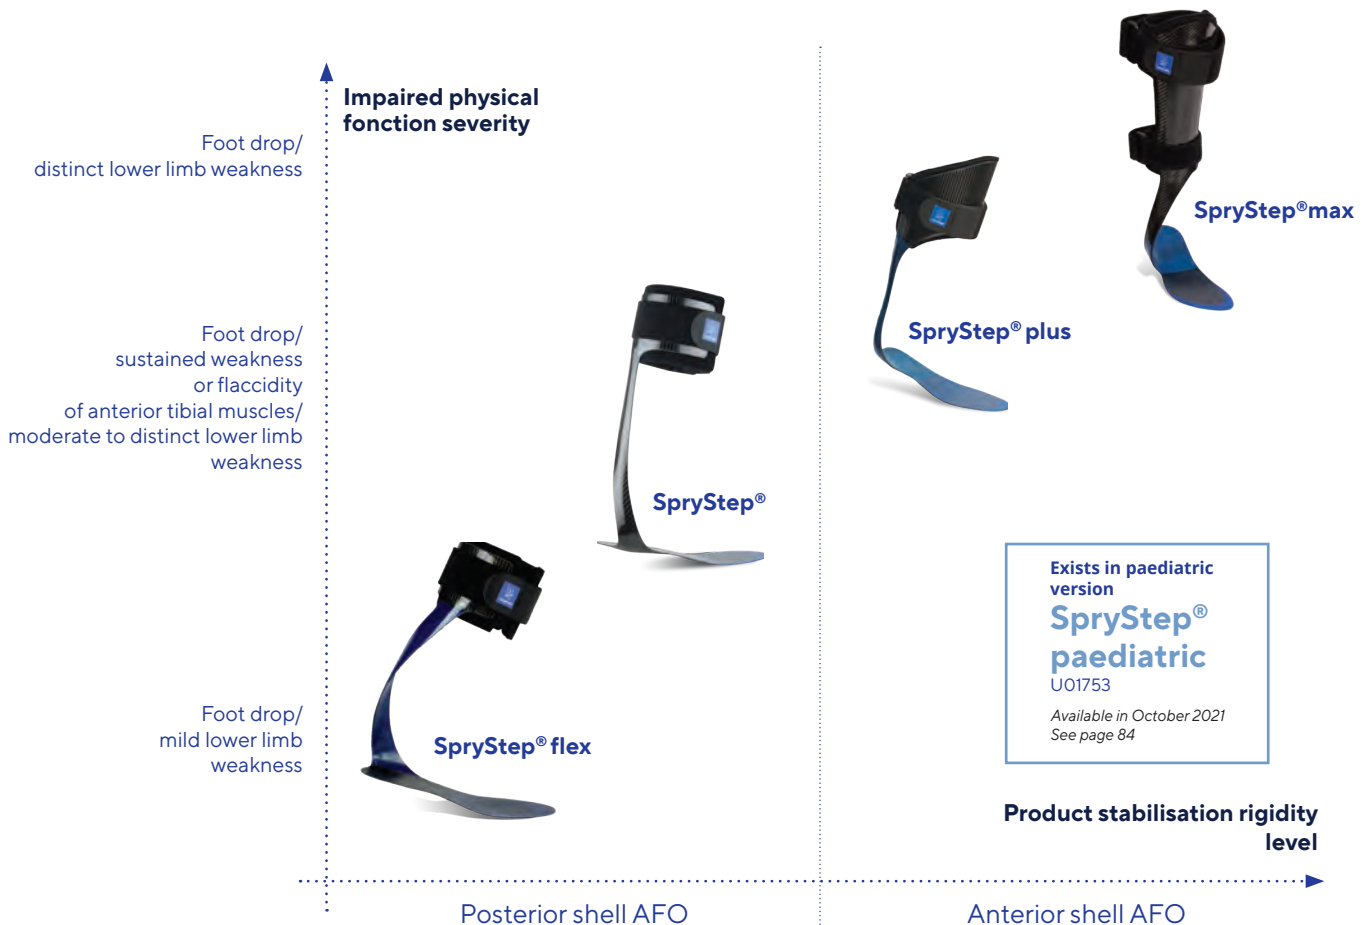 Impaired physical
fonction severity
Foot drop/
distinct lower limb weakness
SpryStep®max
Foot drop/
sustained weakness
or flaccidity
of anterior tibial muscles/
moderate to distinct lower limb
weakness
SpryStep® plus
SpryStep®
Foot drop/
mild lower limb
weakness
SpryStep® flex
Exists in paediatric
version
SpryStep®
paediatric
U01753
Available in October 2021
See page 84
Product stabilisation rigidity
level
Posterior shell AFO
Anterior shell AFO